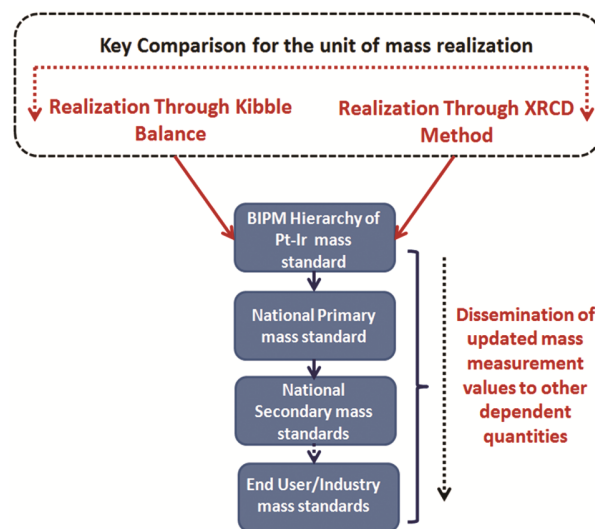 Key Comparison for the unit of mass realization
Realization Through Kibble
Balance
Realization Through XRCD
Method
BIPM Hierarchy of
Pt-Ir mass
standard
National Primary
mass standard
National
Secondary mass
standards
End User/Industry
mass standards
Dissemination of
updated mass
measurement
values to other
dependent
quantities